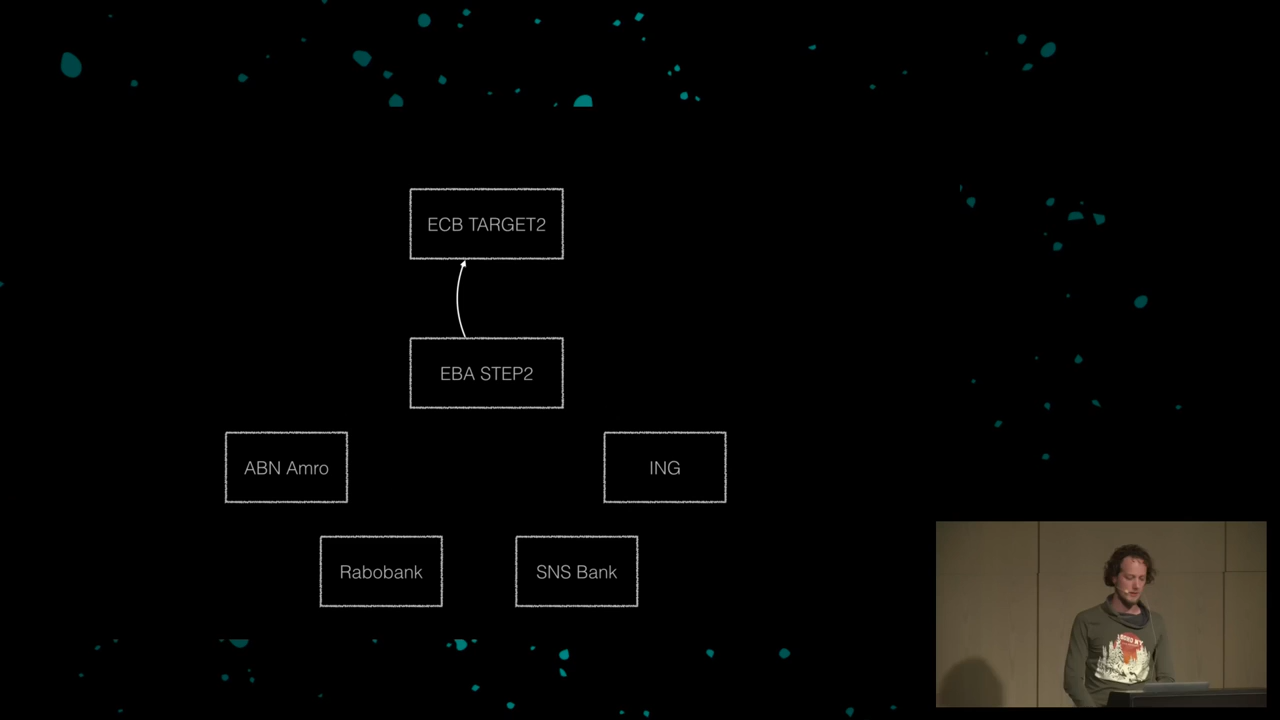 ECB TARGET2
EBA STEP2
ABN Amro
ING
Rabobank
SNS Bank